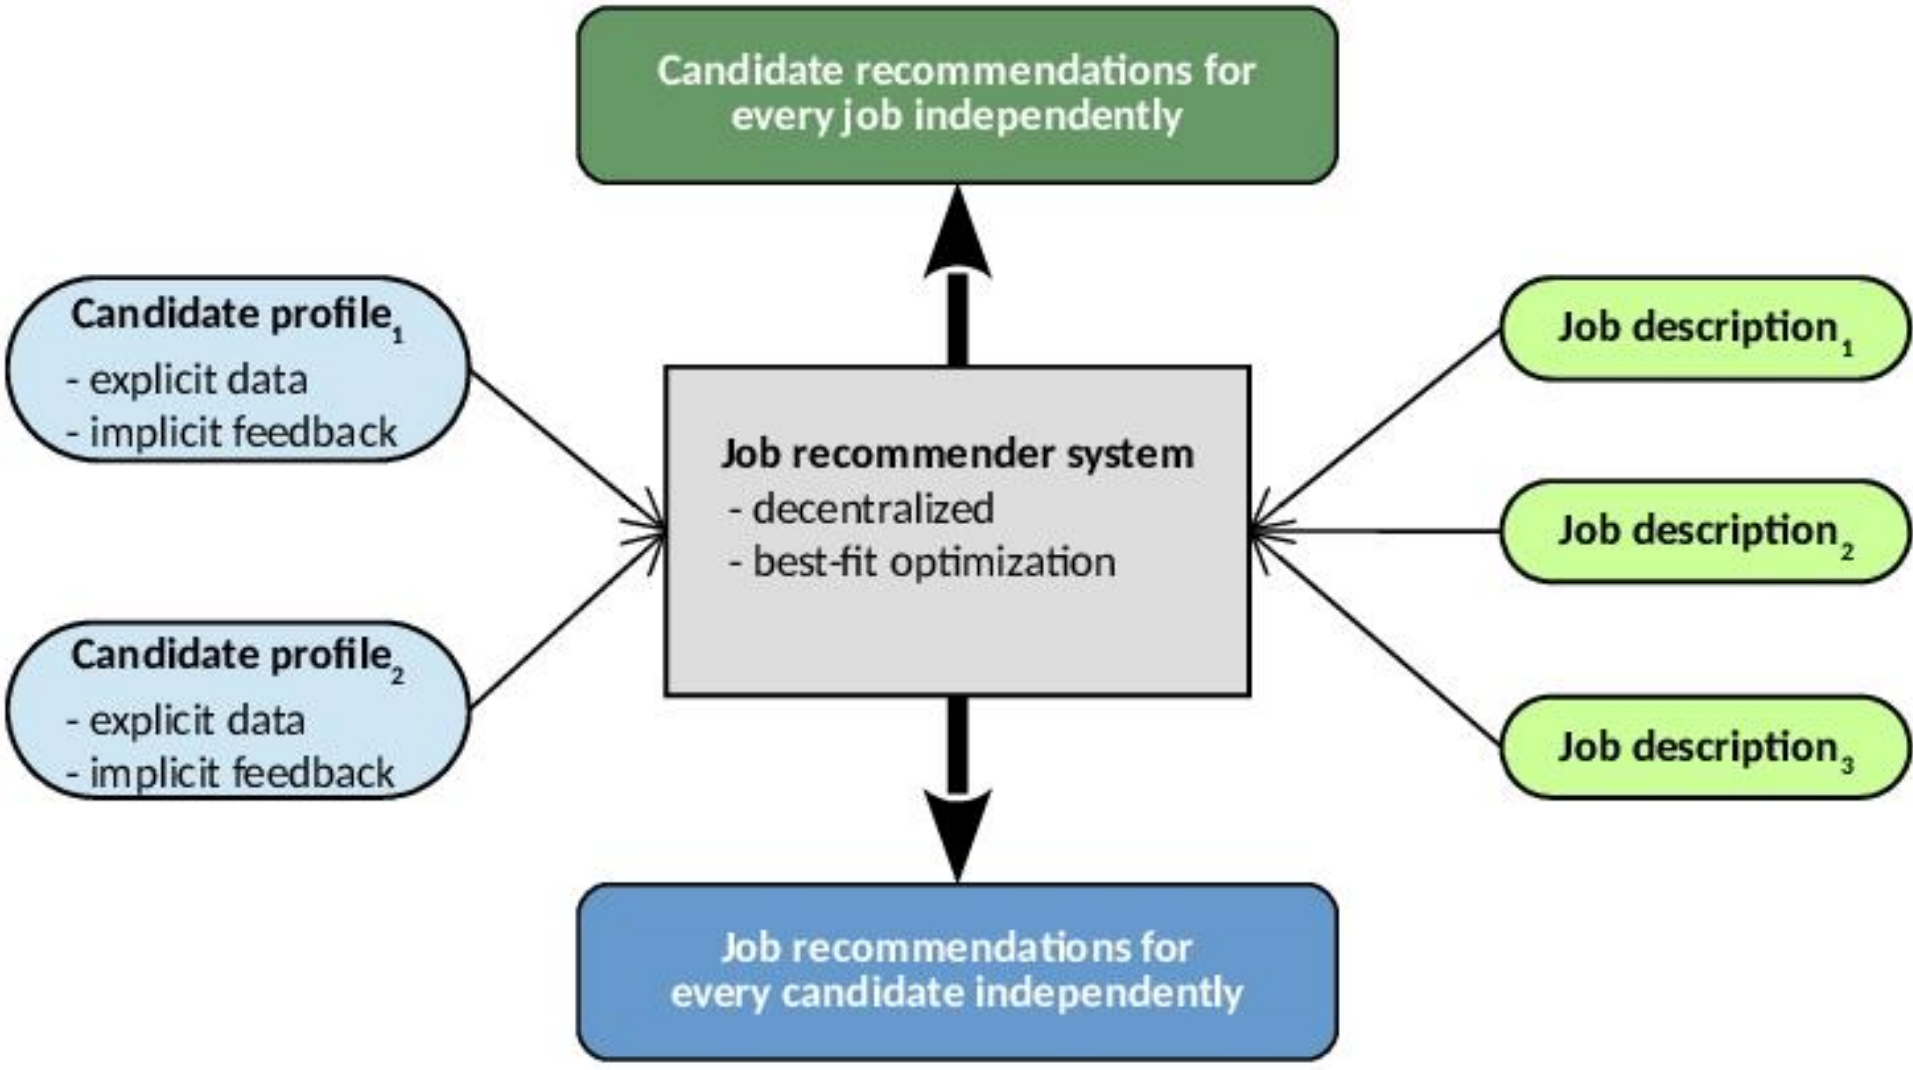 Candidate recommendations for
every job independently
Candidate profile1
- explicit data
- implicit feedback
Candidate profile2
- explicit data
- implicit feedback
Job recommender system
- decentralized
- best-fit optimization
Job description1
Job description2
Job description3
Job recommendations for
every candidate independently